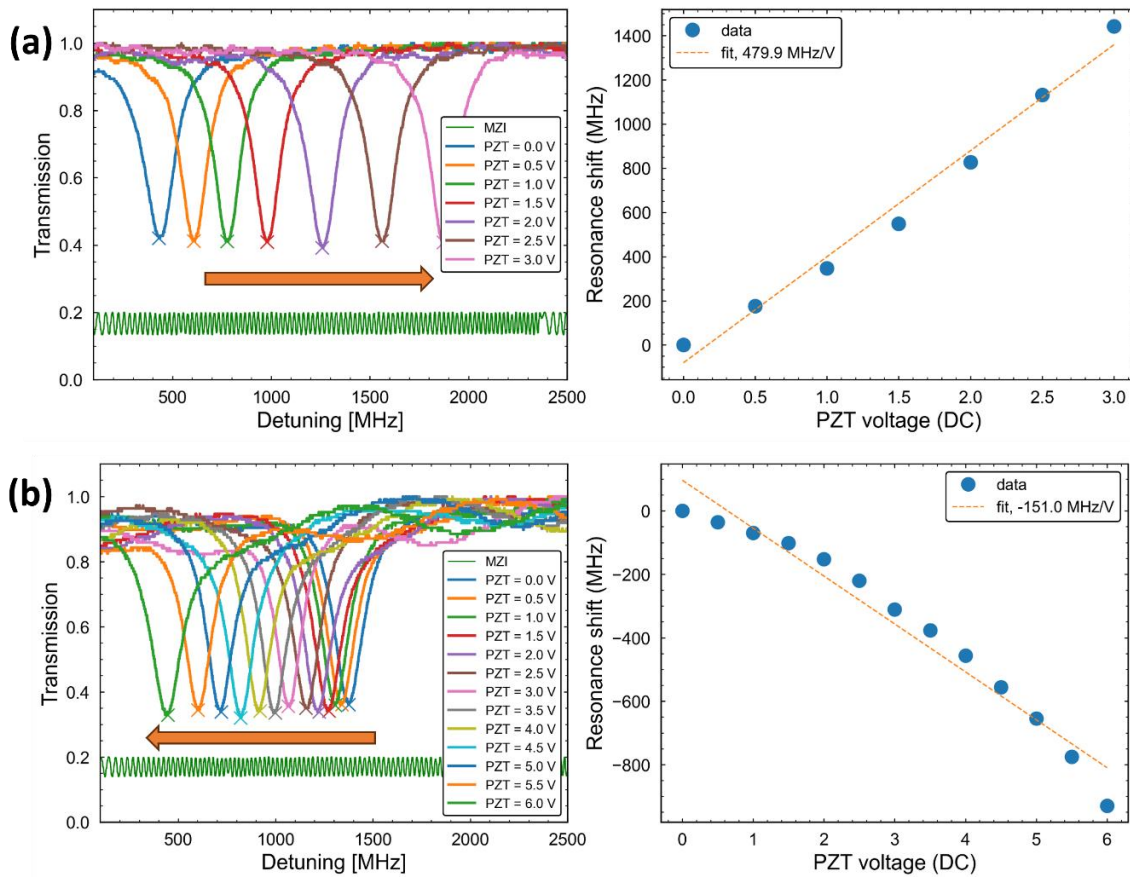 (a)
Transmission
1.0
0.8
0.6
0.4
0.2
0.0
500
1000
1500
2000
2500
Detuning [MHz]
MZI
PZT = 0.0 V
PZT = 0.5 V
PZT = 1.0 V
PZT = 1.5 V
PZT = 2.0 V
PZT = 2.5 V
PZT = 3.0 V
Resonance shift (MHz)
1400
1200
1000
800
600
400
200
0
0.0
0.5
1.0
1.5
2.0
2.5
3.0
PZT voltage (DC)
data
fit, 479.9 MHz/V
(b)
Transmission
1.0
0.8
0.6
0.4
0.2
0.0
500
1000
1500
2000
2500
Detuning [MHz]
MZI
PZT = 0.0 V
PZT = 0.5 V
PZT = 1.0 V
PZT = 1.5 V
PZT = 2.0 V
PZT = 2.5 V
PZT = 3.0 V
PZT = 3.5 V
PZT = 4.0 V
PZT = 4.5 V
PZT = 5.0 V
PZT = 5.5 V
PZT = 6.0 V
Resonance shift (MHz)
0
−200
−400
−600
−800
0
1
2
3
4
5
6
PZT voltage (DC)
data
fit, -151.0 MHz/V